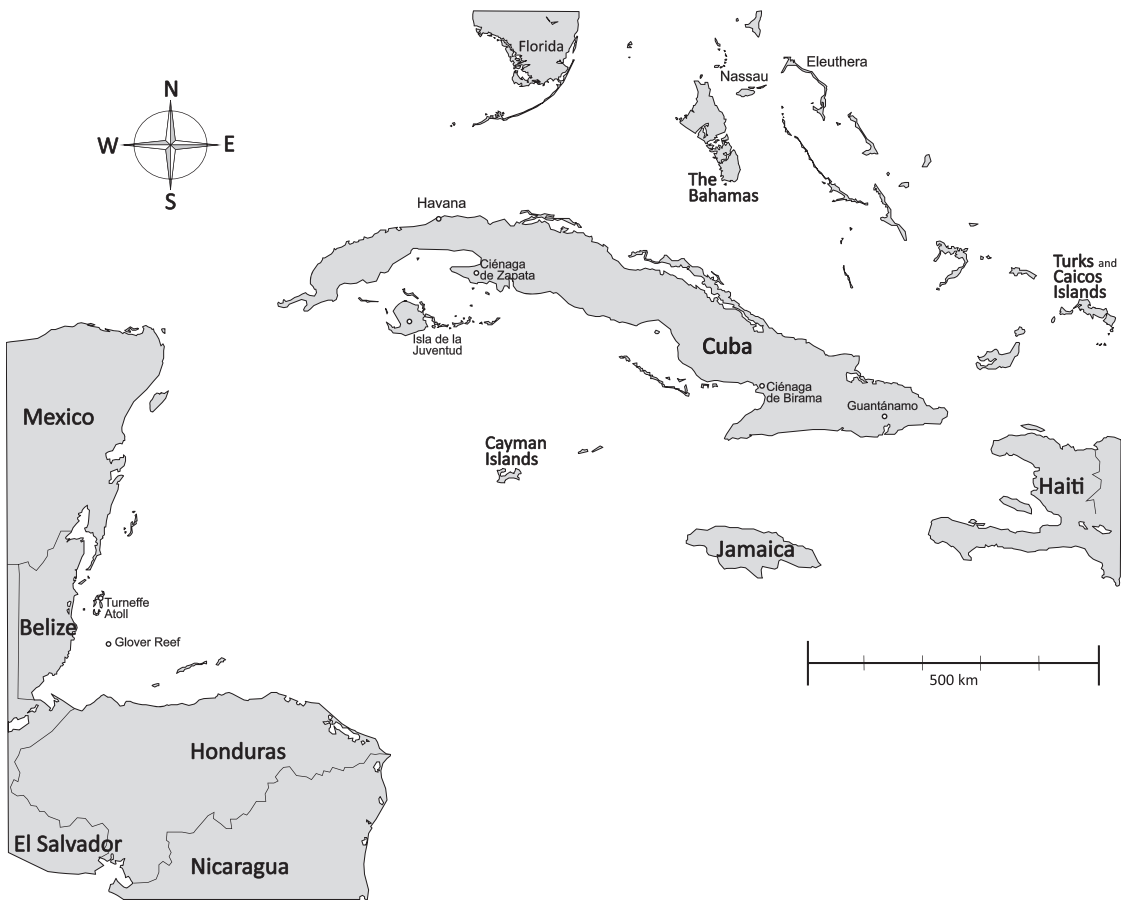 Florida
Eleuthera
Nassau
N
W
E
S
The
Bahamas
Havana
Ciénaga
de Zapata
Turks and
Caicos
Islands
Isla de la
Juventud
Cuba
Ciénaga
de Birama
Guantánamo
Mexico
Cayman
Islands
Haiti
Jamaica
Turneffe
Atoll
Belize
Glover Reef
500 km
Honduras
El Salvador
Nicaragua